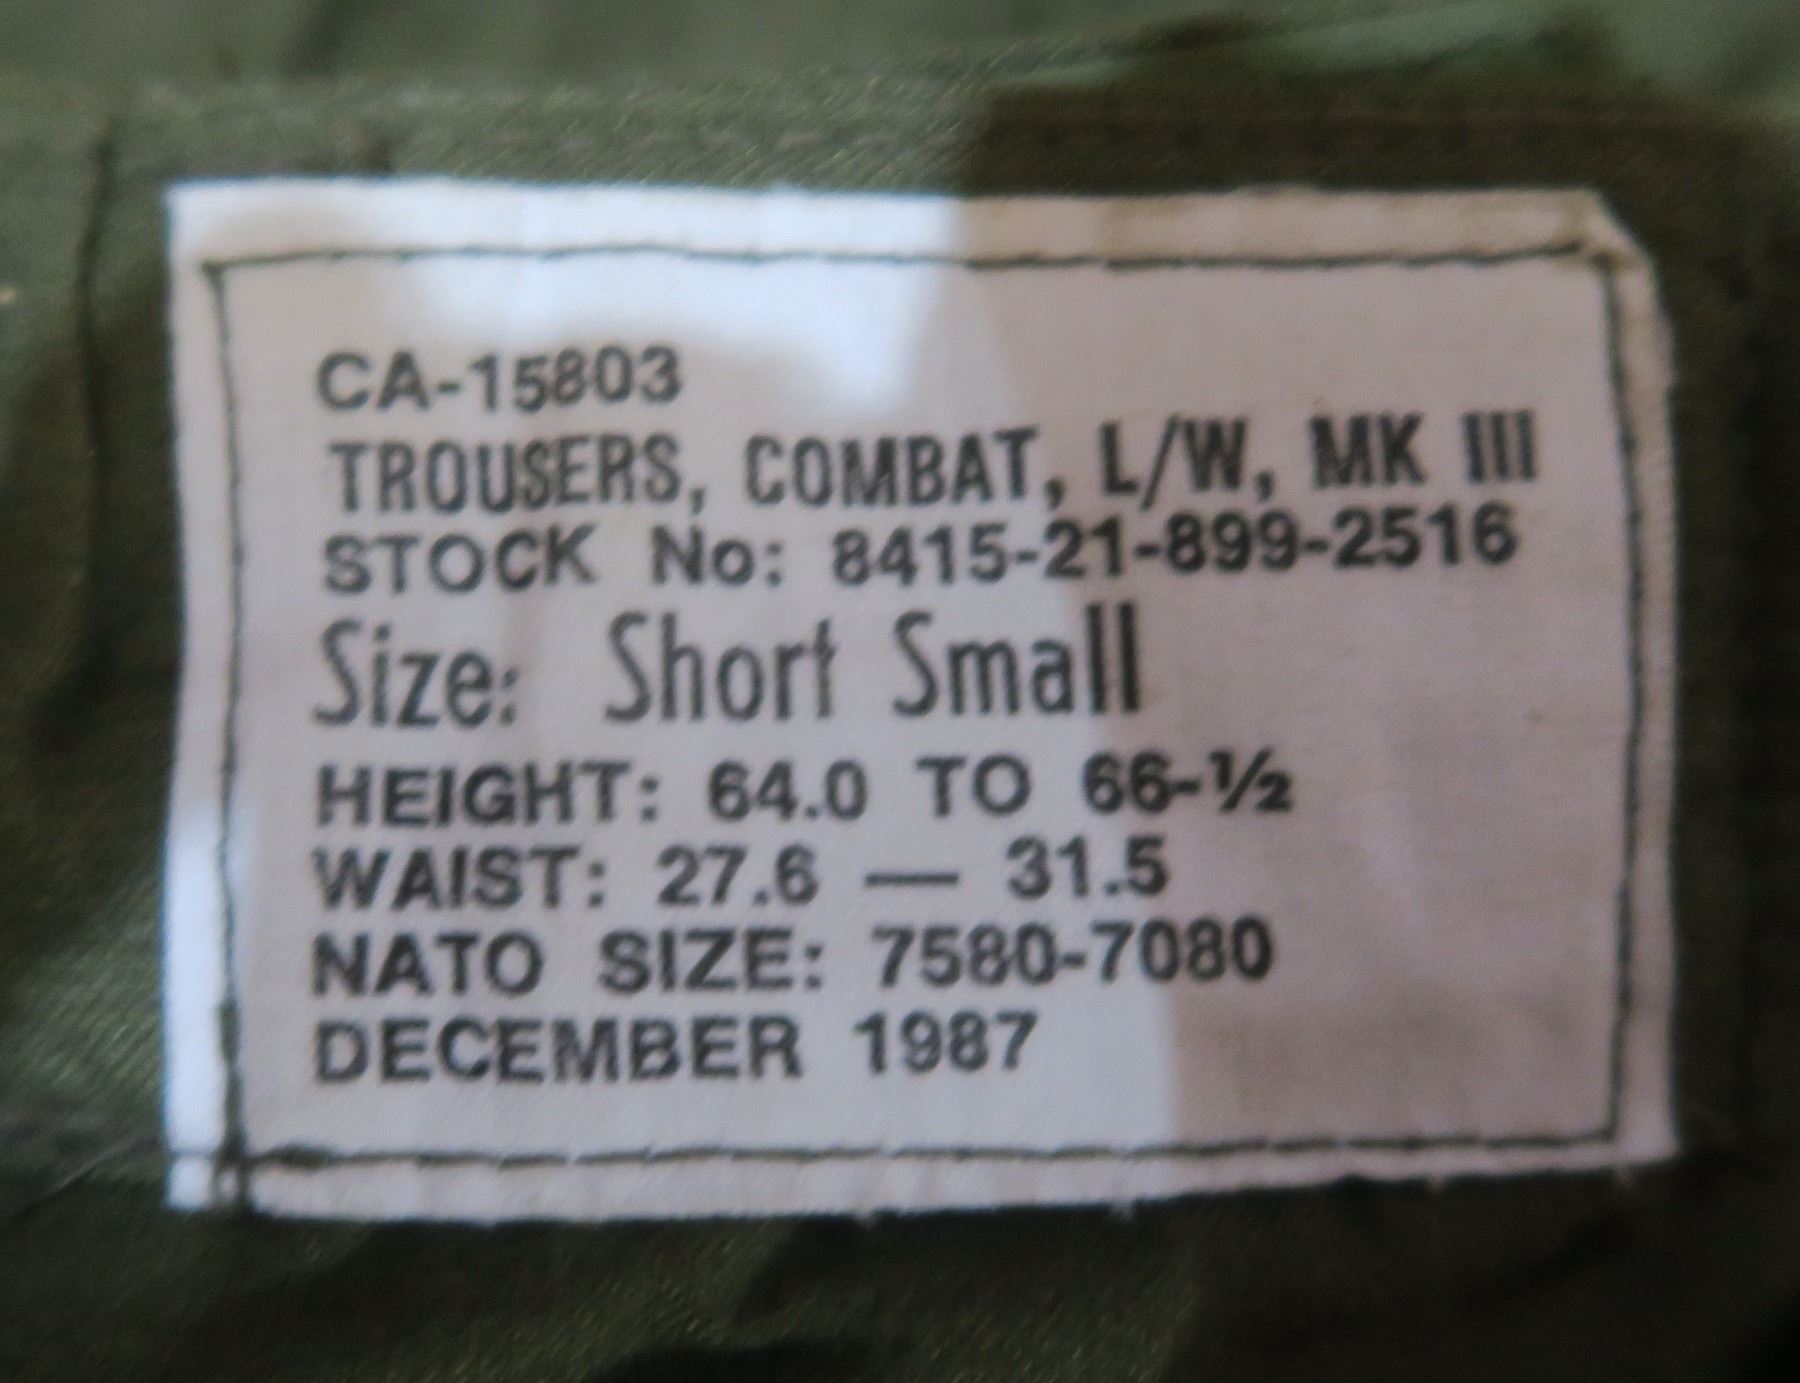 CA-15803
TROUSERS, COMBAT, L/W, MK III
STOCK No: 8415-21-899-2516
Size: Short Small
HEIGHT: 64.0 TO 66-½
WAIST: 27.6 — 31.5
NATO SIZE: 7580-7080
DECEMBER 1987